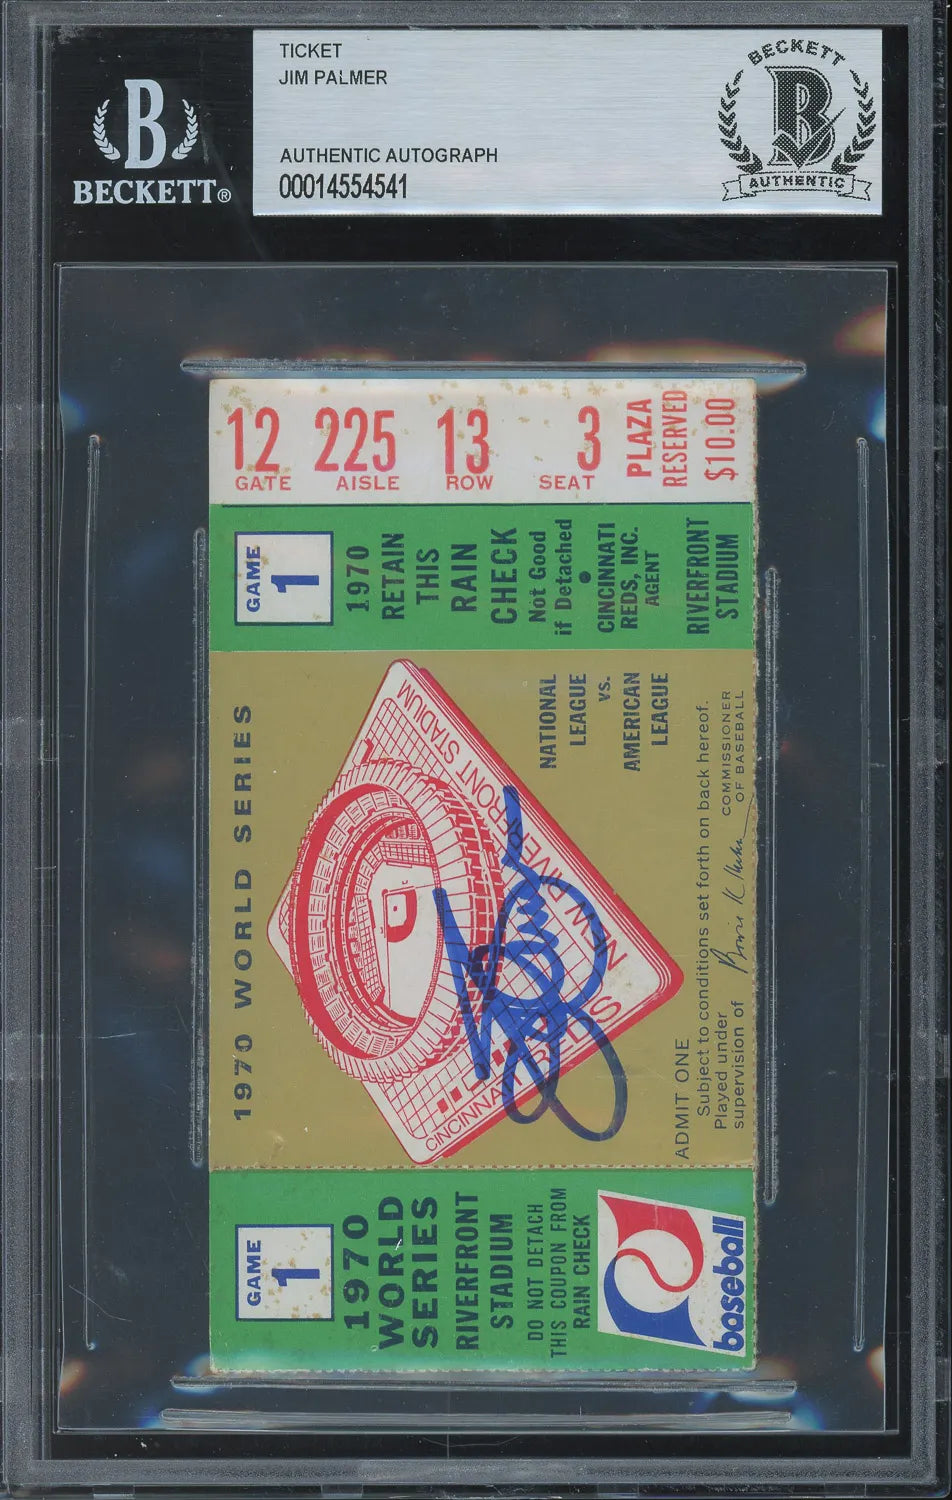 TICKET
JIM PALMER
AUTHENTIC AUTOGRAPH
00014554541
B
BECKETT®
BECKETT
B
AUTHENTIC
12 225 13 3
GATE AISLE ROW SEAT
PLAZA
RESERVED
$10.00
GAME
1
1970
RETAIN
THIS
RAIN
CHECK
Not Good
if Detached
CINCINNATI
REDS, INC.
AGENT
RIVERFRONT
STADIUM
1970 WORLD SERIES
NEW RIVERFRONT STADIUM
NATIONAL
LEAGUE
vs.
AMERICAN
LEAGUE
ADMIT ONE
Subject to conditions set forth on back hereof.
Played under
supervision of
Bowie K Kuhn
COMMISSIONER
OF BASEBALL
GAME
1
1970
WORLD
SERIES
RIVERFRONT
STADIUM
DO NOT DETACH
THIS COUPON FROM
RAIN CHECK
baseball